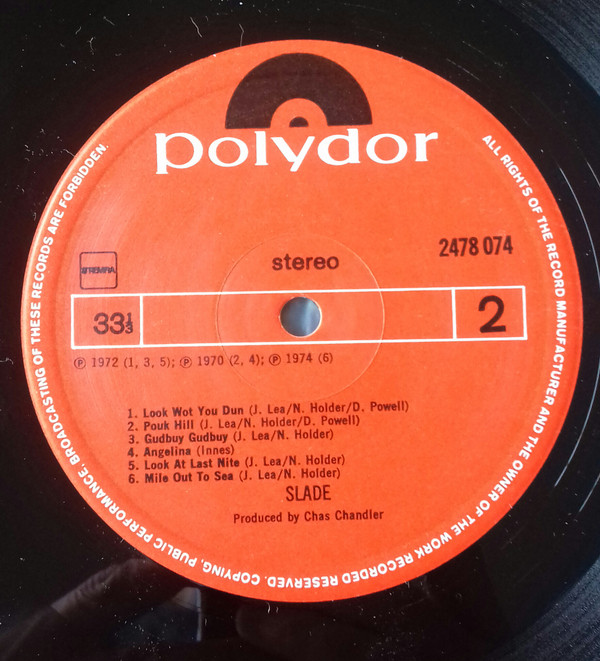 polydor
stereo
2478 074
STEMRA
33⅓
2
℗ 1972 (1, 3, 5); ℗ 1970 (2, 4); ℗ 1974 (6)
1. Look Wot You Dun (J. Lea/N. Holder/D. Powell)
2. Pouk Hill (J. Lea/N. Holder/D. Powell)
3. Gudbuy Gudbuy (J. Lea/N. Holder)
4. Angelina (Innes)
5. Look At Last Nite (J. Lea/N. Holder)
6. Mile Out To Sea (J. Lea/N. Holder)
SLADE
Produced by Chas Chandler
ALL RIGHTS OF THE RECORD MANUFACTURER AND THE OWNER OF THE WORK RECORDED RESERVED. COPYING, PUBLIC PERFORMANCE, BROADCASTING OF THESE RECORDS ARE FORBIDDEN.